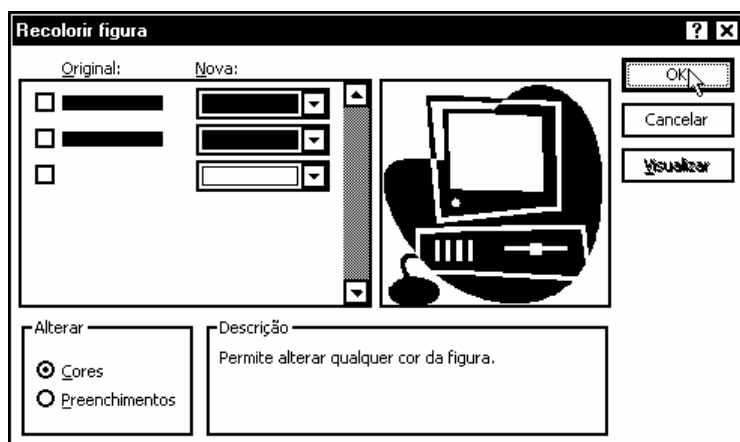 Recolorir figura
Original: Nova:
OK
Cancelar
Visualizar
Alterar
Cores
Preenchimentos
Descrição
Permite alterar qualquer cor da figura.